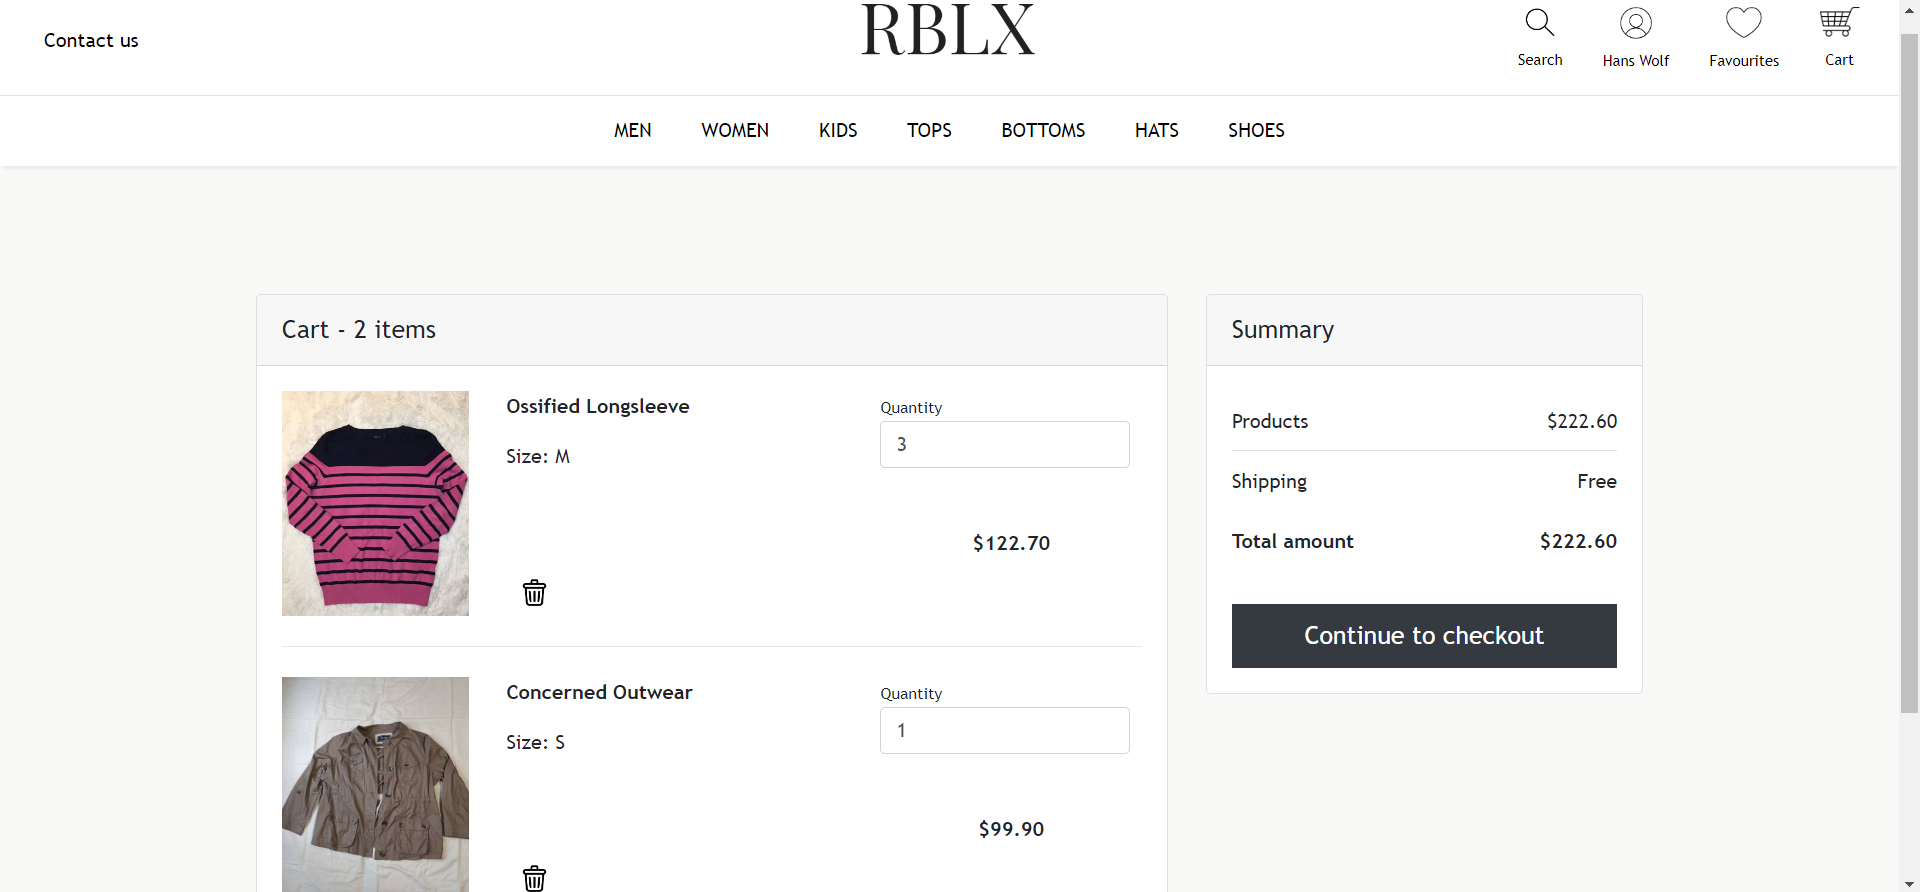 Contact us
RBLX
Search
Hans Wolf
Favourites
Cart
MEN WOMEN KIDS TOPS BOTTOMS HATS SHOES
Cart - 2 items
Ossified Longsleeve
Size: M
Quantity
3
$122.70
Concerned Outwear
Size: S
Quantity
1
$99.90
Summary
Products $222.60
Shipping Free
Total amount $222.60
Continue to checkout